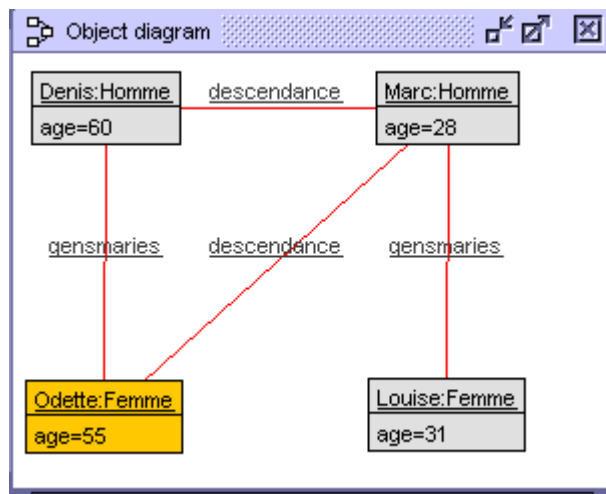 Object diagram
Denis:Homme
age=60
descendance
Marc:Homme
age=28
gensmaries
descendance
gensmaries
Odette:Femme
age=55
Louise:Femme
age=31